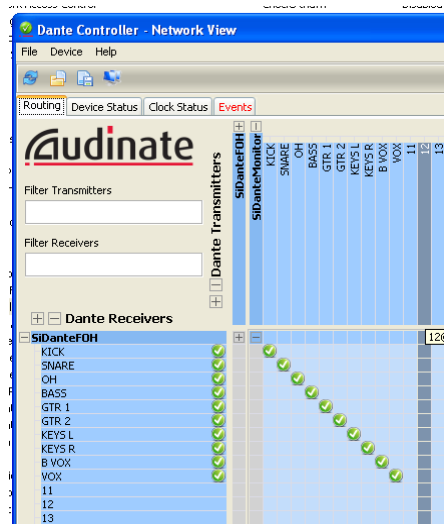 Dante Controller - Network View
File Device Help
Routing Device Status Clock Status Events
Audinate
Filter Transmitters
Filter Receivers
Dante Transmitters
SiDanteFOH
SiDanteMonitor
KICK
SNARE
OH
BASS
GTR 1
GTR 2
KEYS L
KEYS R
B VOX
VOX
11
12
13
Dante Receivers
SiDanteFOH
12@
KICK
SNARE
OH
BASS
GTR 1
GTR 2
KEYS L
KEYS R
B VOX
VOX
11
12
13